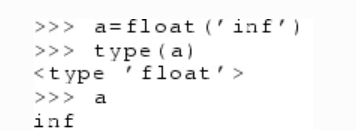 >>> a=float('inf')
>>> type(a)
<type 'float'>
>>> a
inf